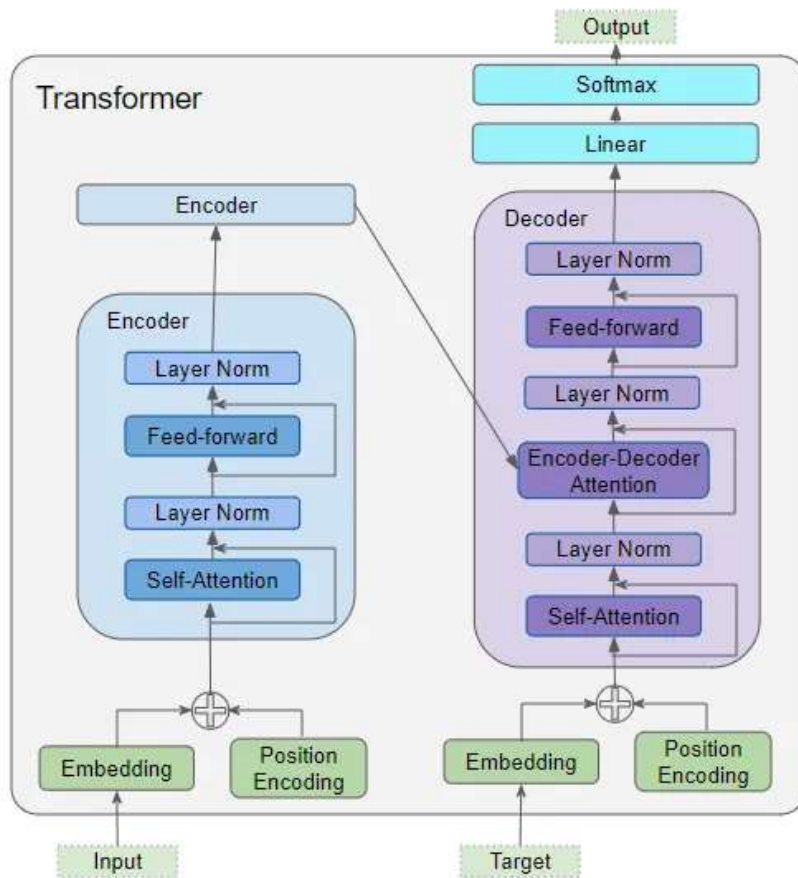 Output
Transformer
Softmax
Linear
Encoder
Decoder
Layer Norm
Feed-forward
Layer Norm
Encoder-Decoder
Attention
Layer Norm
Self-Attention
Encoder
Layer Norm
Feed-forward
Layer Norm
Self-Attention
Embedding
Position
Encoding
Embedding
Position
Encoding
Input
Target